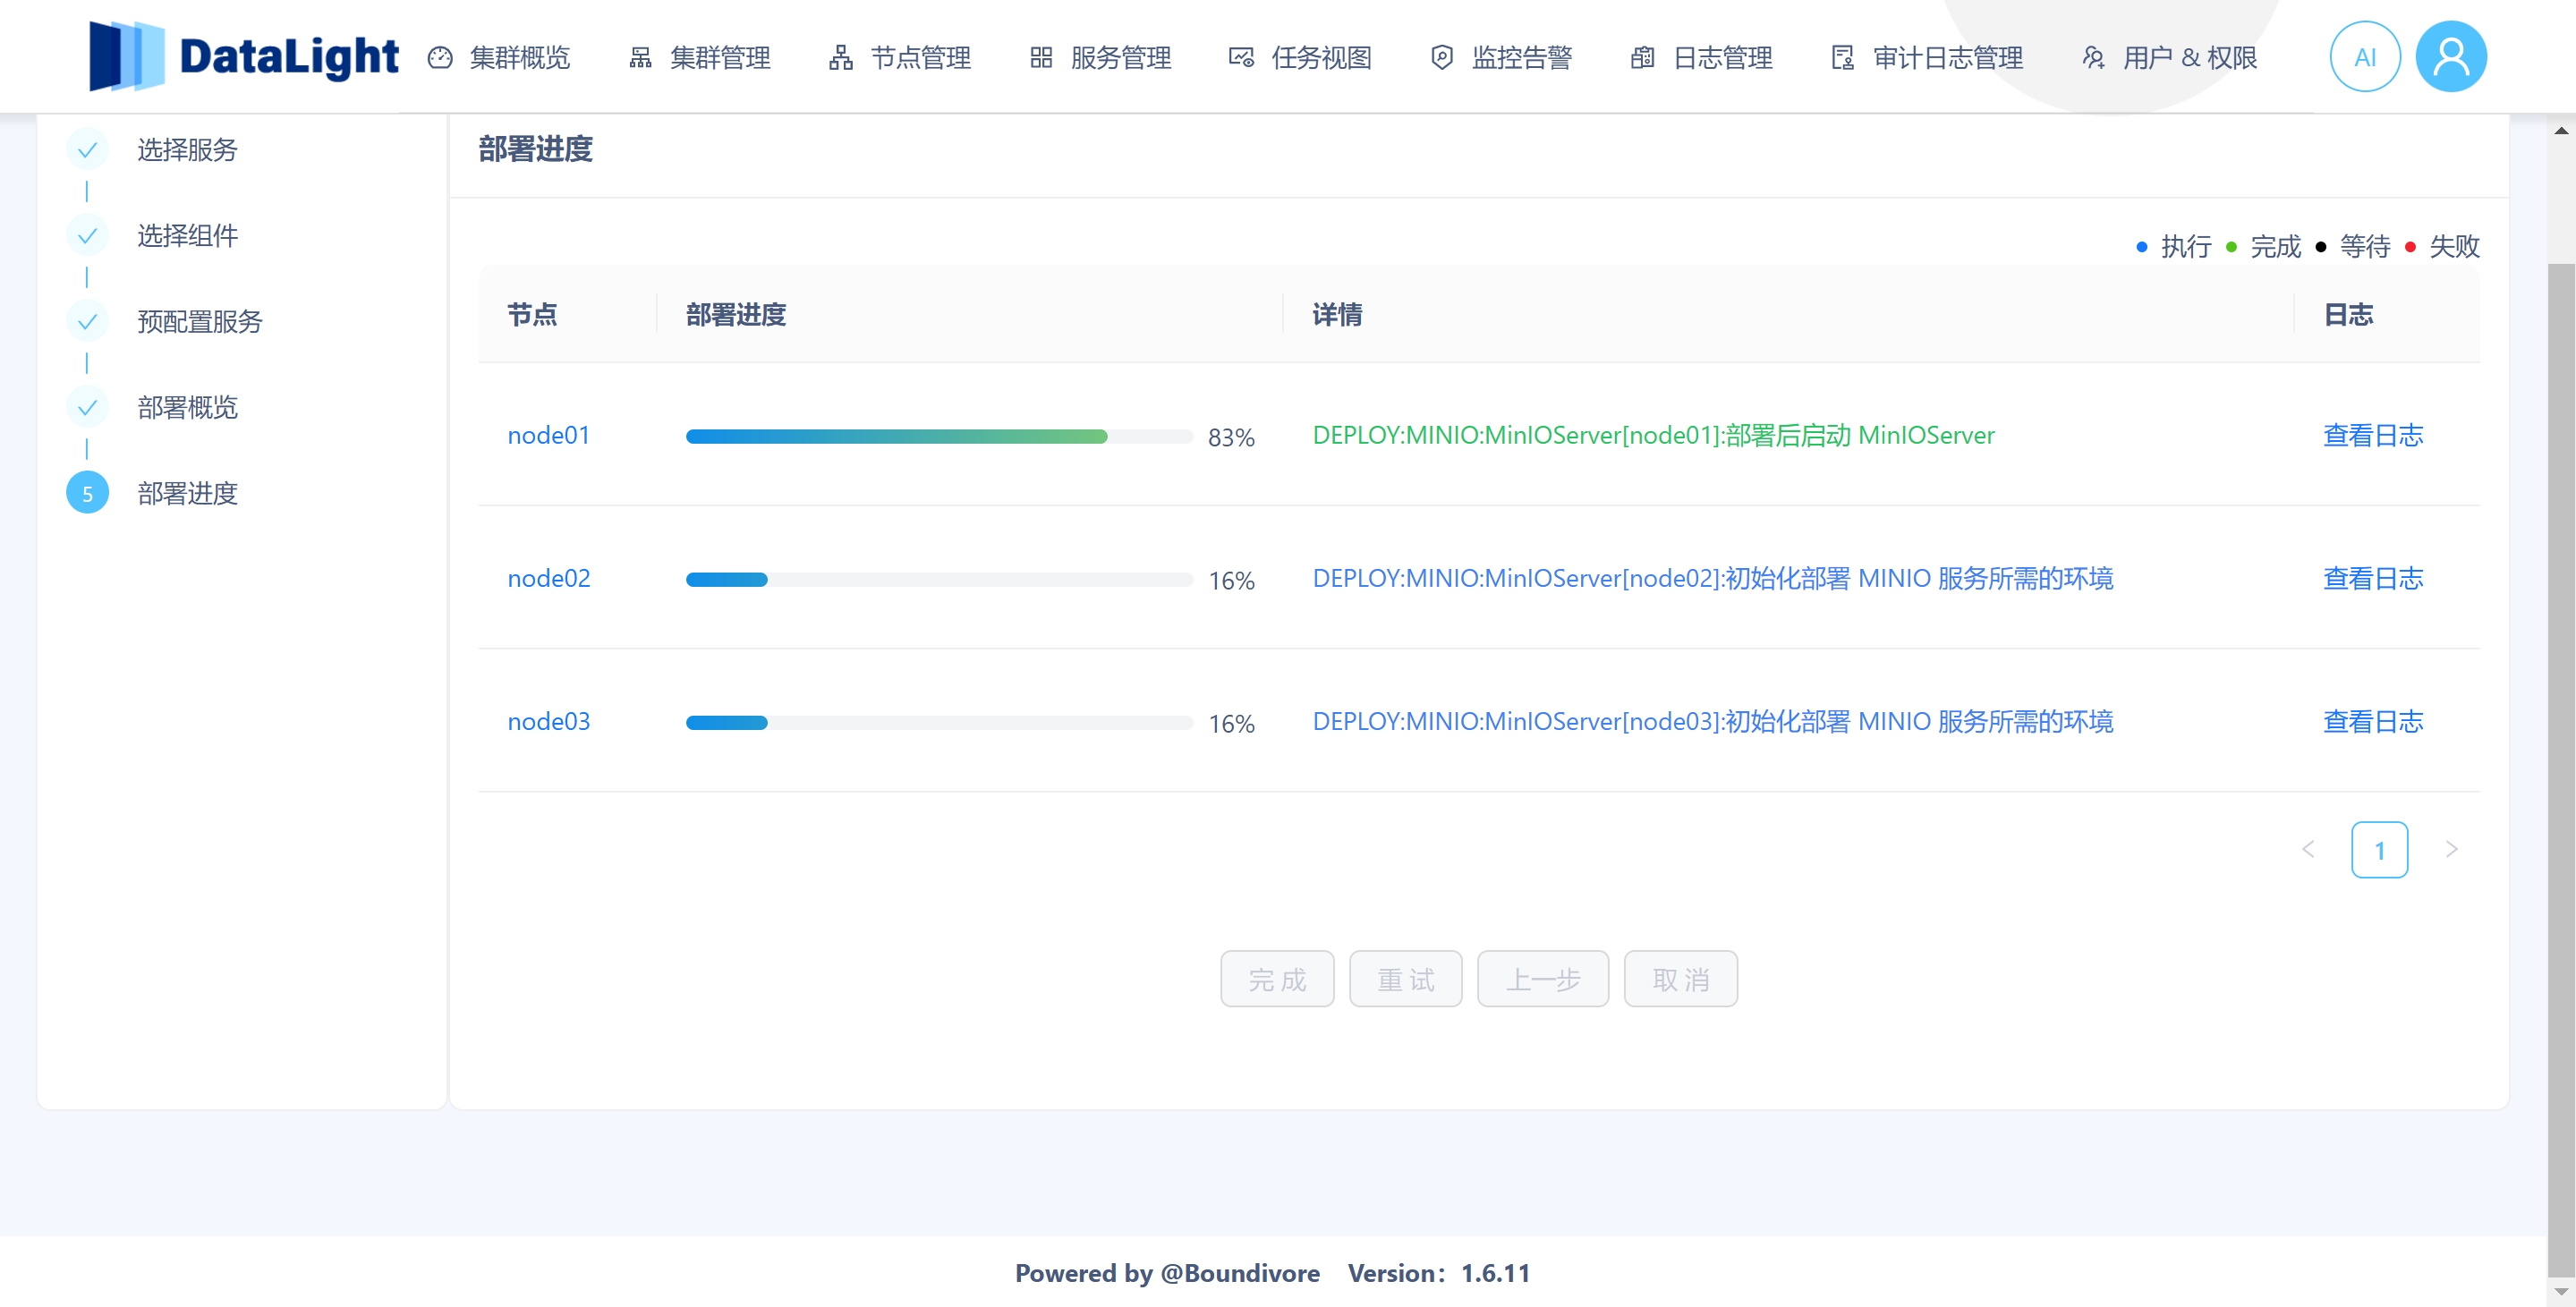 DataLight 集群概览 集群管理 节点管理 服务管理 任务视图 监控告警 日志管理 审计日志管理 用户 & 权限 AI
选择服务
选择组件
预配置服务
部署概览
5 部署进度
部署进度
执行 完成 等待 失败
节点 部署进度 详情 日志
node01 83% DEPLOY:MINIO:MinIOServer[node01]:部署后启动 MinIOServer 查看日志
node02 16% DEPLOY:MINIO:MinIOServer[node02]:初始化部署 MINIO 服务所需的环境 查看日志
node03 16% DEPLOY:MINIO:MinIOServer[node03]:初始化部署 MINIO 服务所需的环境 查看日志
< 1 >
完成 重试 上一步 取消
Powered by @Boundivore Version：1.6.11